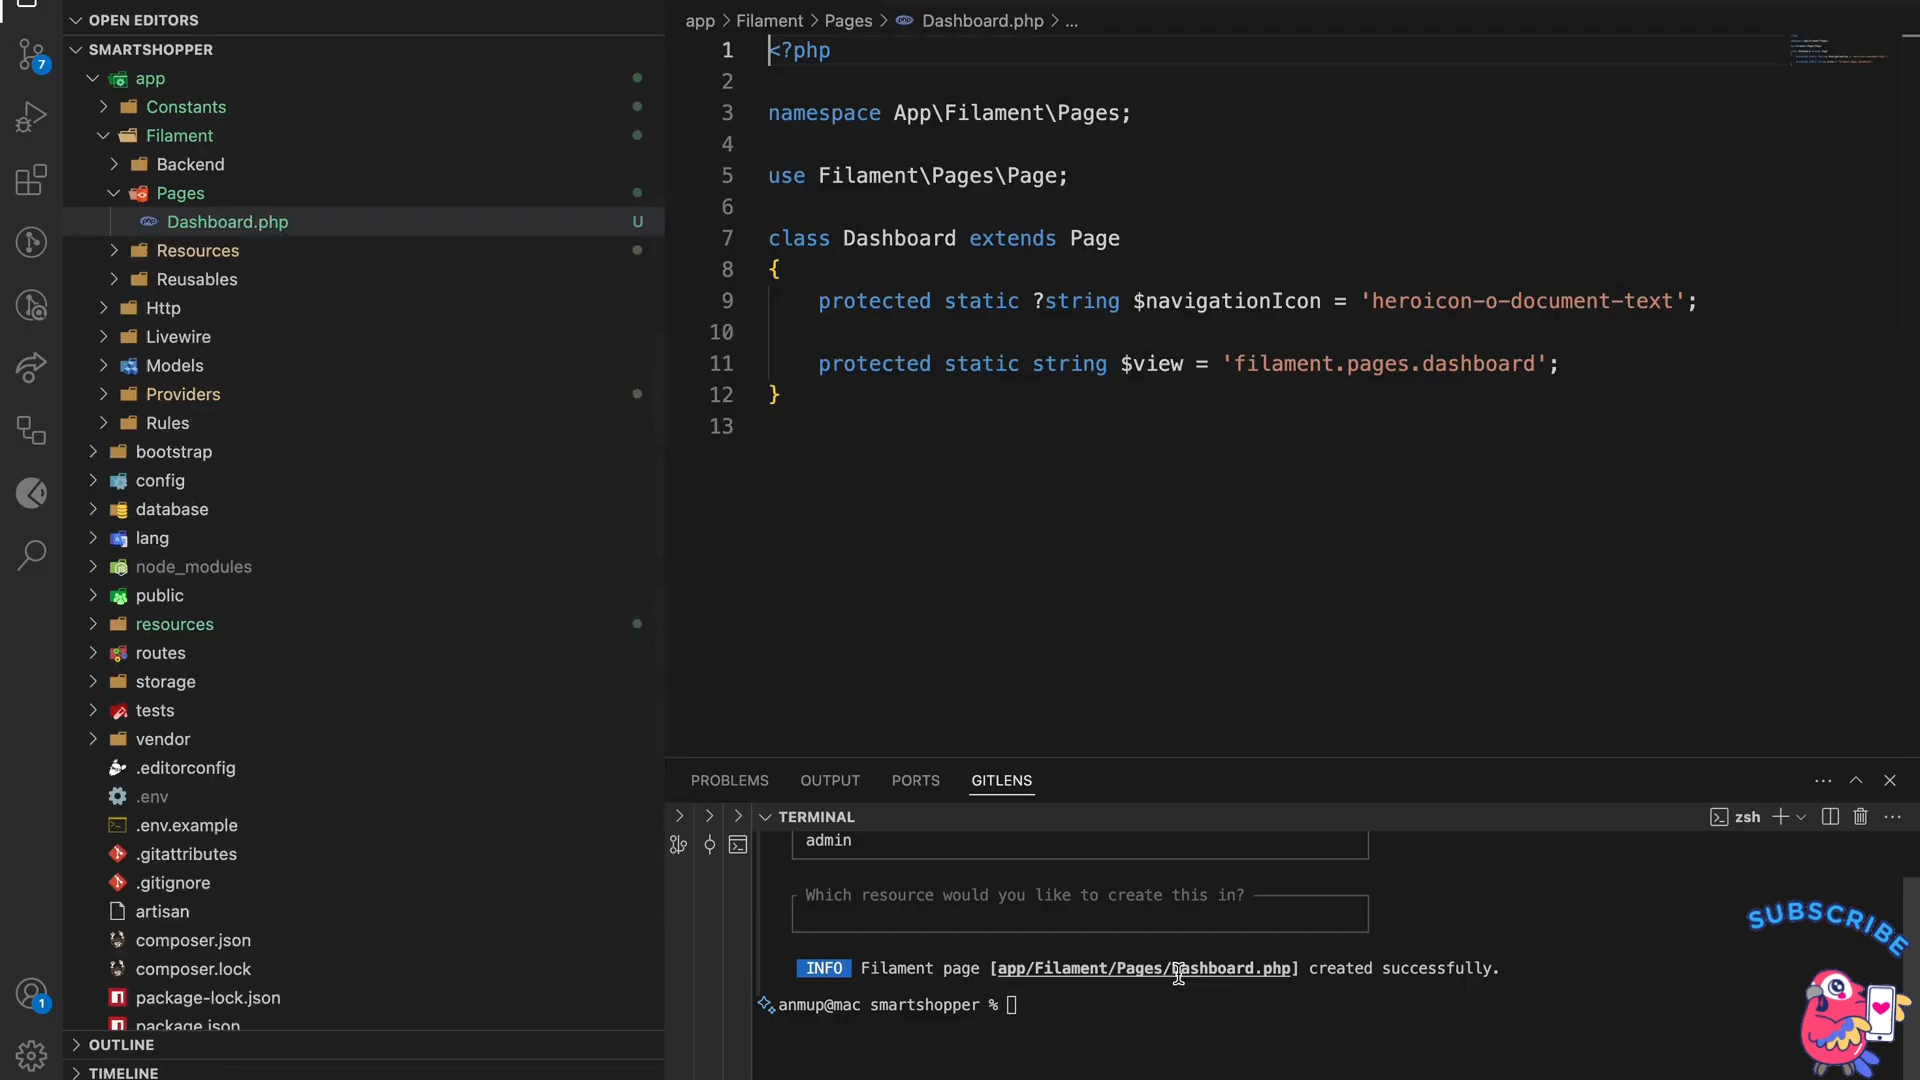 OPEN EDITORS
SMARTSHOPPER
app
Constants
Filament
Backend
Pages
Dashboard.php U
Resources
Reusables
Http
Livewire
Models
Providers
Rules
bootstrap
config
database
lang
node_modules
public
resources
routes
storage
tests
vendor
.editorconfig
.env
.env.example
.gitattributes
.gitignore
artisan
composer.json
composer.lock
package-lock.json
package.json
OUTLINE
TIMELINE
7
1
app > Filament > Pages > Dashboard.php > ...
1 <?php
2
3 namespace App\Filament\Pages;
4
5 use Filament\Pages\Page;
6
7 class Dashboard extends Page
8 {
9 protected static ?string $navigationIcon = 'heroicon-o-document-text';
10
11 protected static string $view = 'filament.pages.dashboard';
12 }
13
PROBLEMS OUTPUT PORTS GITLENS
TERMINAL zsh
admin
Which resource would you like to create this in?
INFO Filament page [app/Filament/Pages/Dashboard.php] created successfully.
anmup@mac smartshopper %
SUBSCRIBE